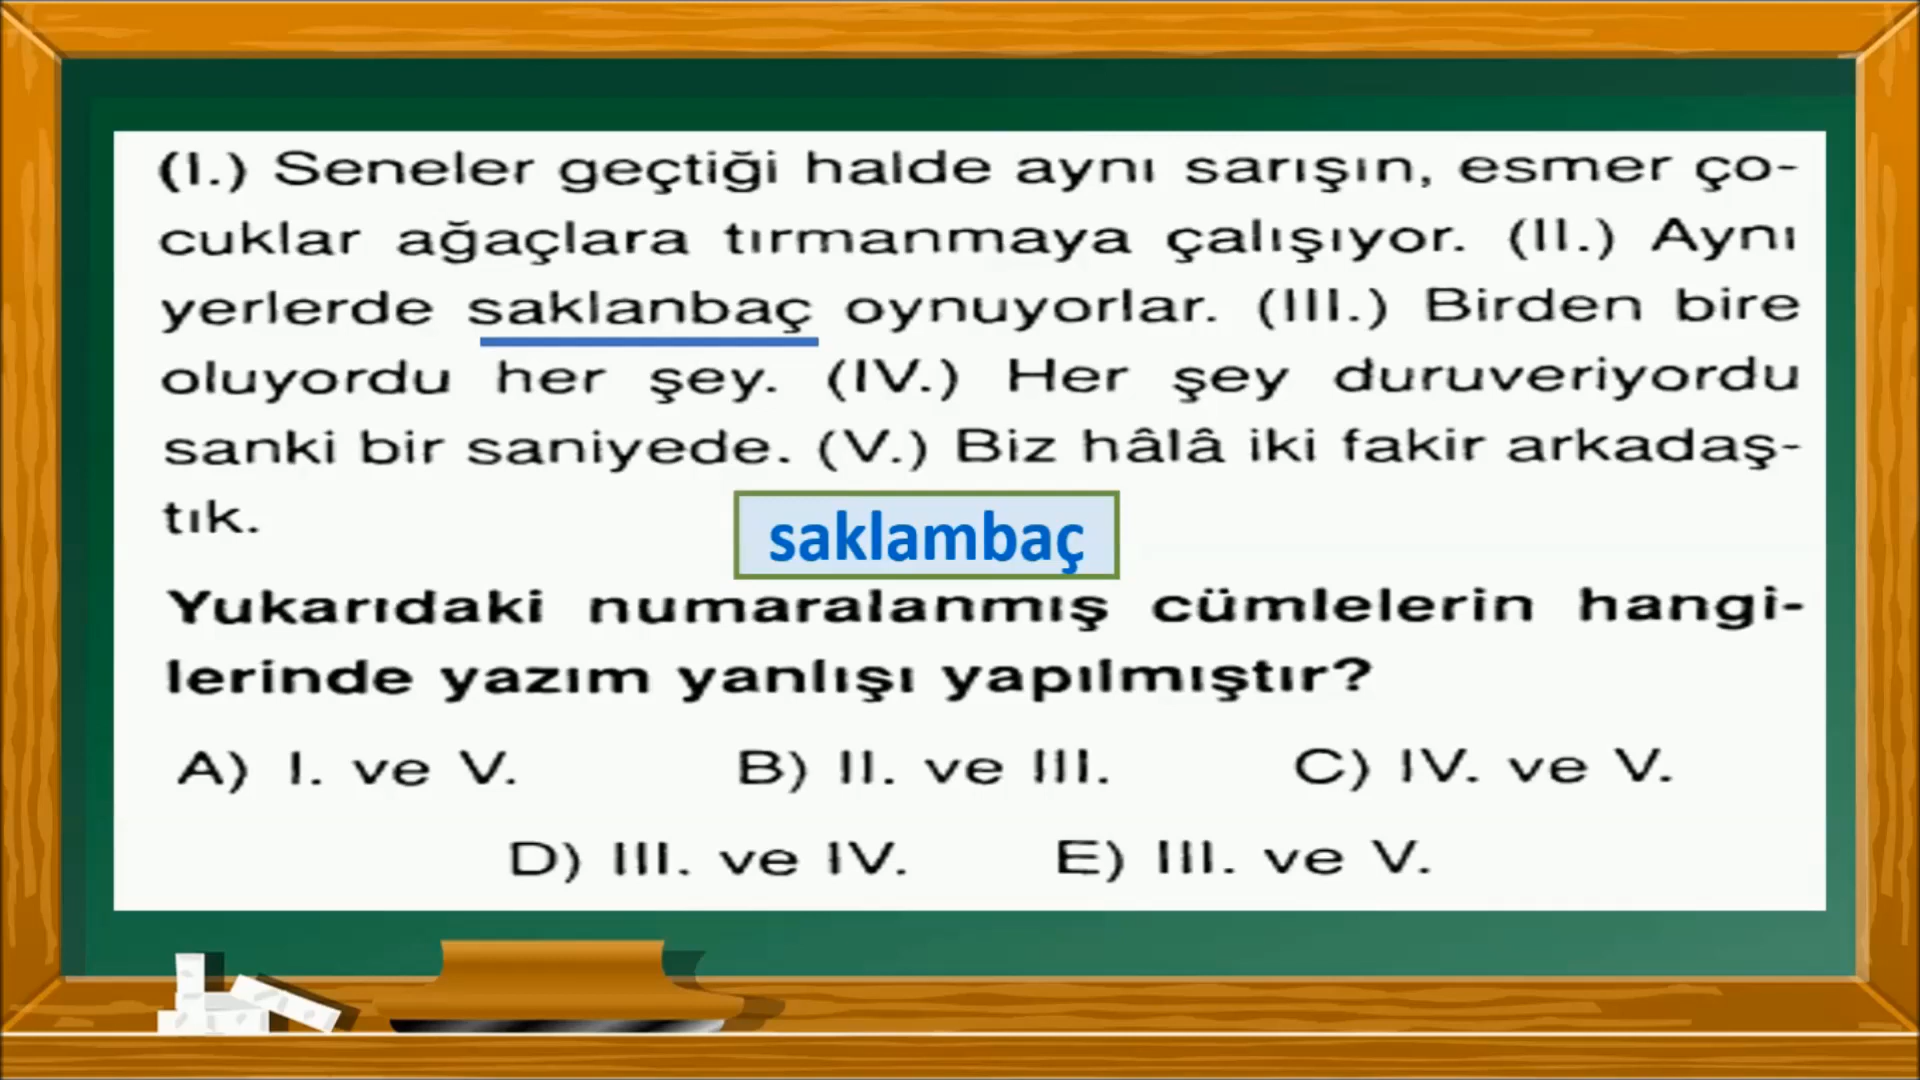 (I.) Seneler geçtiği halde aynı sarışın, esmer ço-
cuklar ağaçlara tırmanmaya çalışıyor. (II.) Aynı
yerlerde saklanbaç oynuyorlar. (III.) Birden bire
oluyordu her şey. (IV.) Her şey duruveriyordu
sanki bir saniyede. (V.) Biz hâlâ iki fakir arkadaş-
tık.
saklambaç
Yukarıdaki numaralanmış cümlelerin hangi-
lerinde yazım yanlışı yapılmıştır?
A) I. ve V. B) II. ve III. C) IV. ve V.
D) III. ve IV. E) III. ve V.